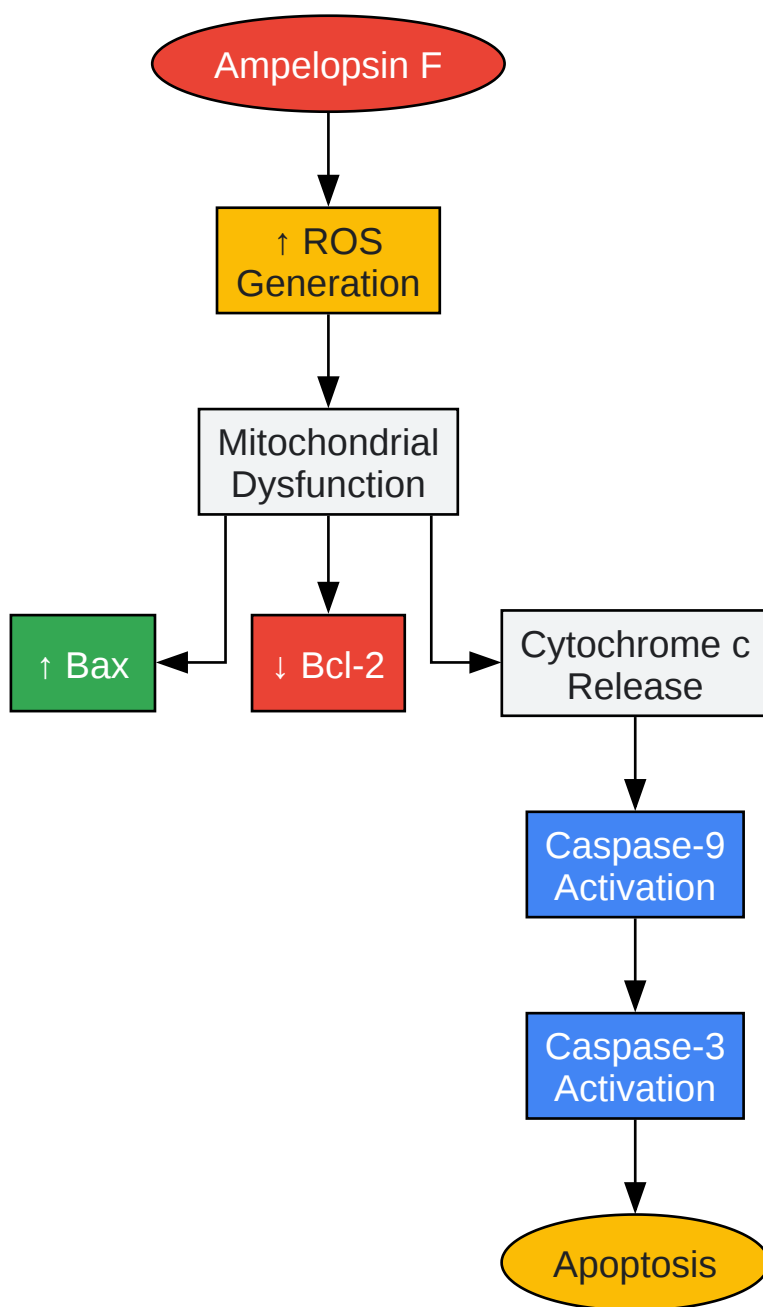 Ampelopsin F
↑ ROS
Generation
Mitochondrial
Dysfunction
↑ Bax
↓ Bcl-2
Cytochrome c
Release
Caspase-9
Activation
Caspase-3
Activation
Apoptosis